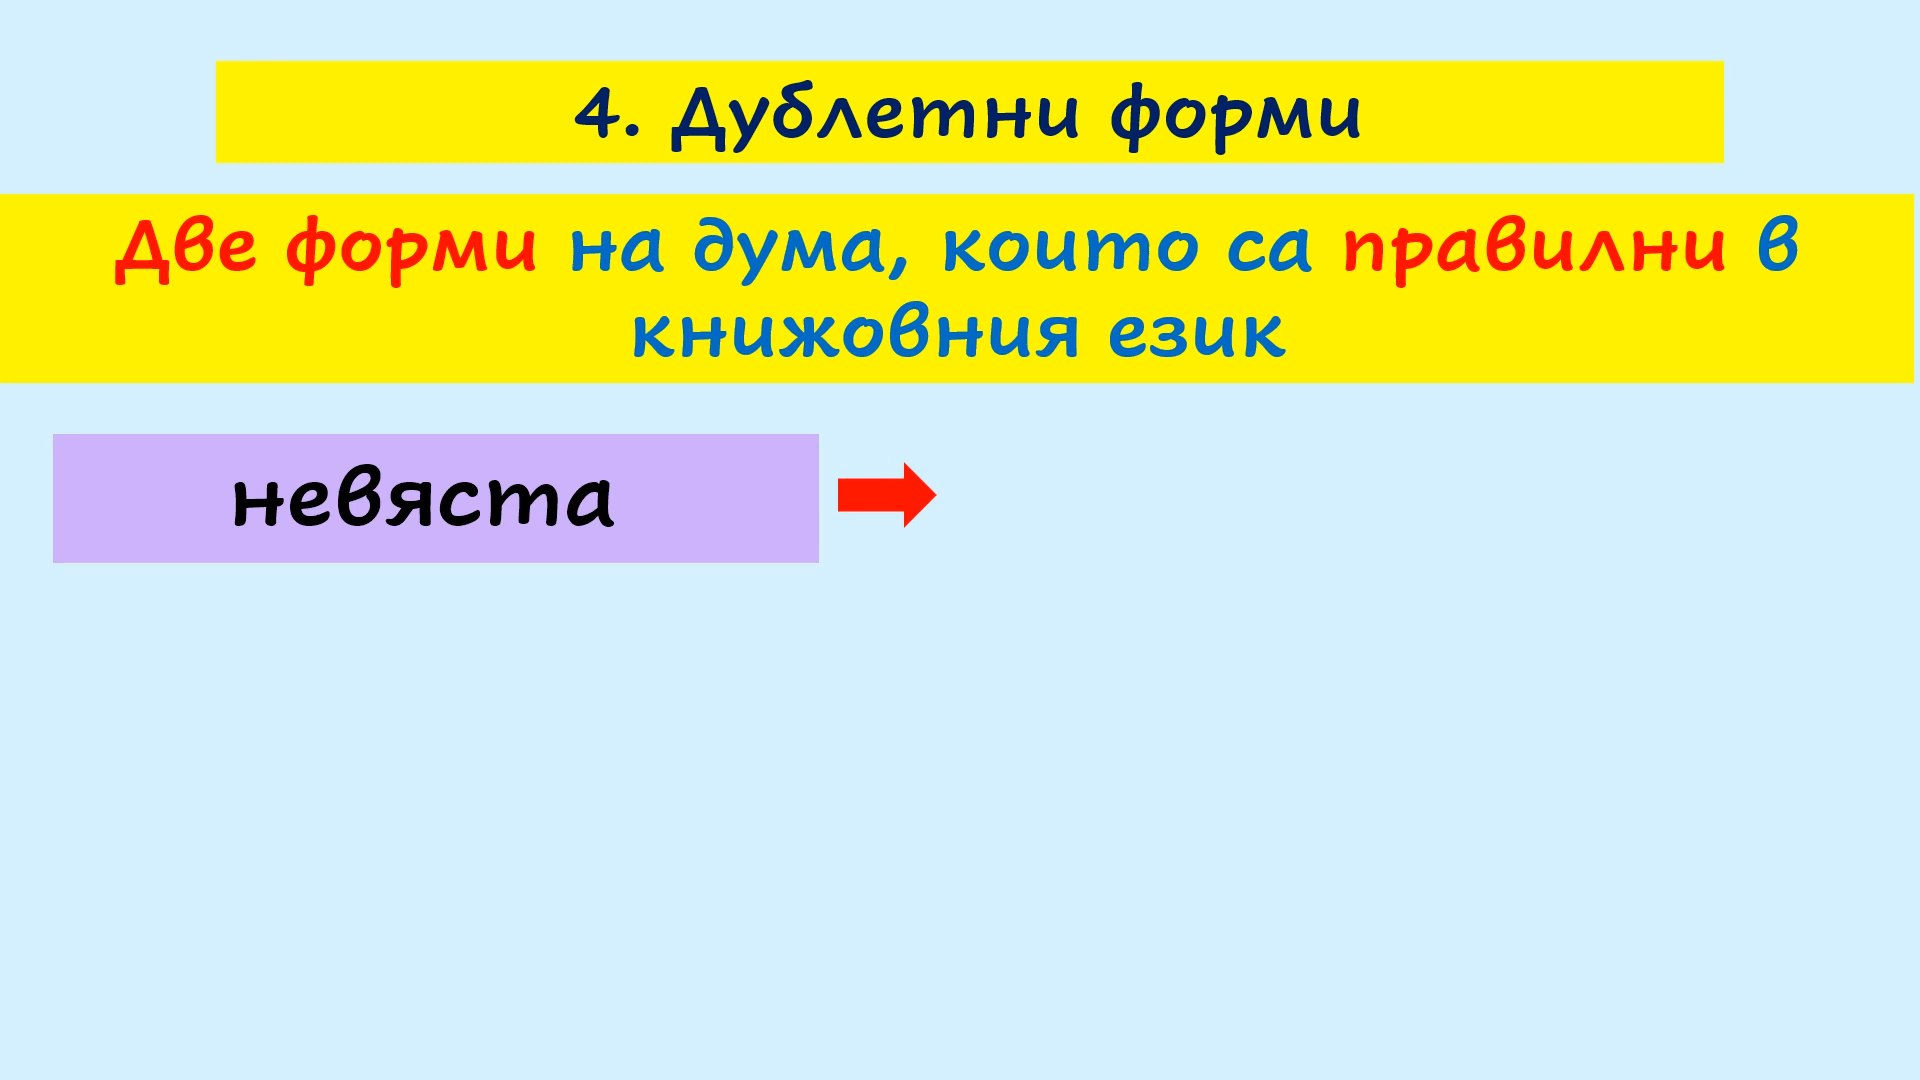 4. Дублетни форми
Две форми на дума, които са правилни в
книжовния език
невяста